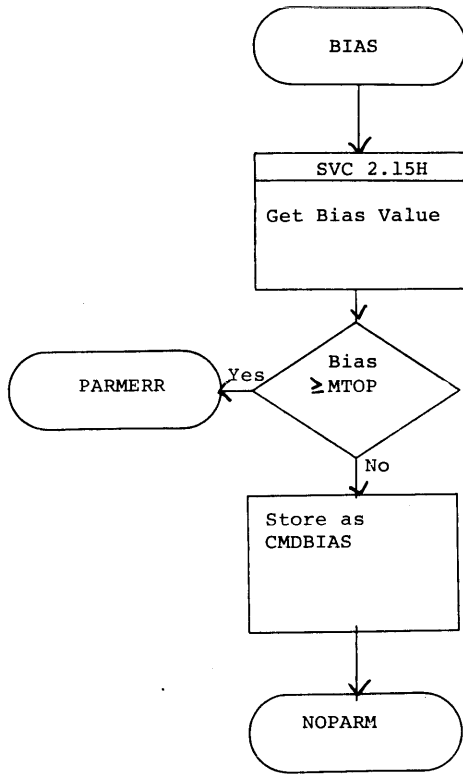 BIAS
SVC 2.15H
Get Bias Value
Bias
≥MTOP
Yes
PARMERR
No
Store as
CMDBIAS
NOPARM